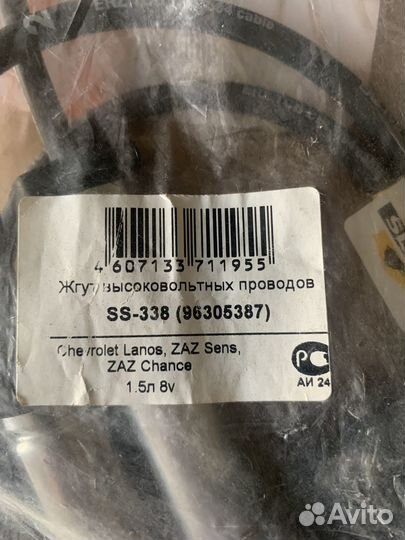 cable
4 607133 711955
Жгут высоковольтных проводов
SS-338 (96305387)
Chevrolet Lanos, ZAZ Sens,
ZAZ Chance
1.5л 8v
АИ 24
Avito